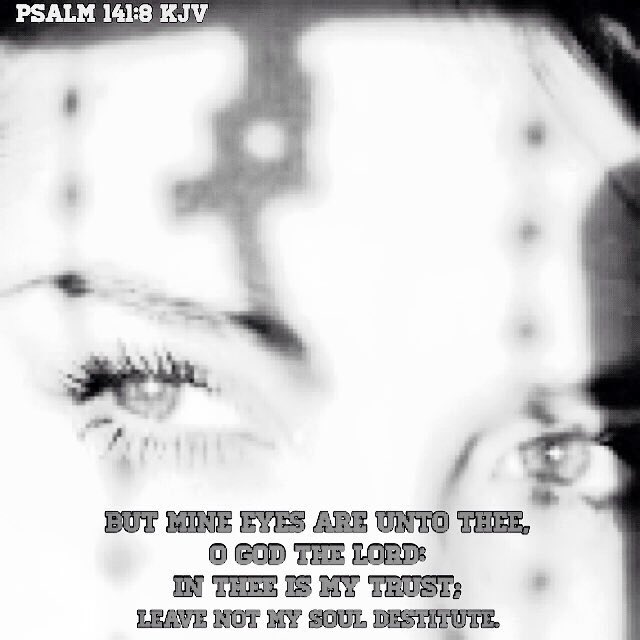 PSALM 141:8 KJV
BUT MINE EYES ARE UNTO THEE,
O GOD THE LORD:
IN THEE IS MY TRUST;
LEAVE NOT MY SOUL DESTITUTE.